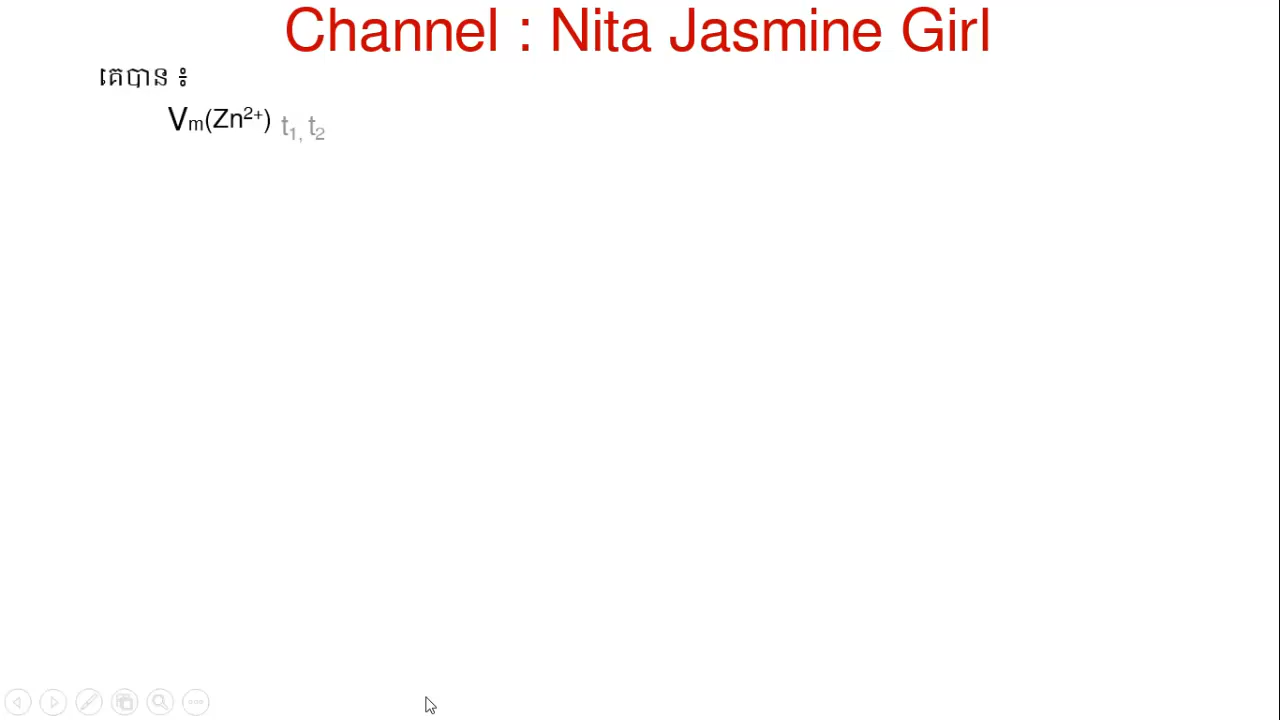 Channel : Nita Jasmine Girl
គេបាន ៖
Vm(Zn²⁺) t₁, t₂